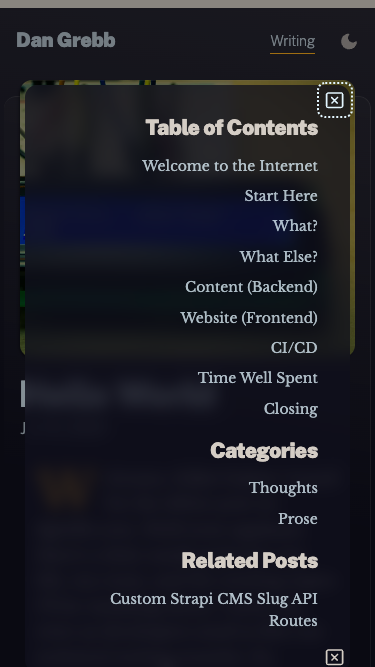 Dan Grebb
Writing
Table of Contents
Welcome to the Internet
Start Here
What?
What Else?
Content (Backend)
Website (Frontend)
CI/CD
Time Well Spent
Closing
Categories
Thoughts
Prose
Related Posts
Custom Strapi CMS Slug API
Routes